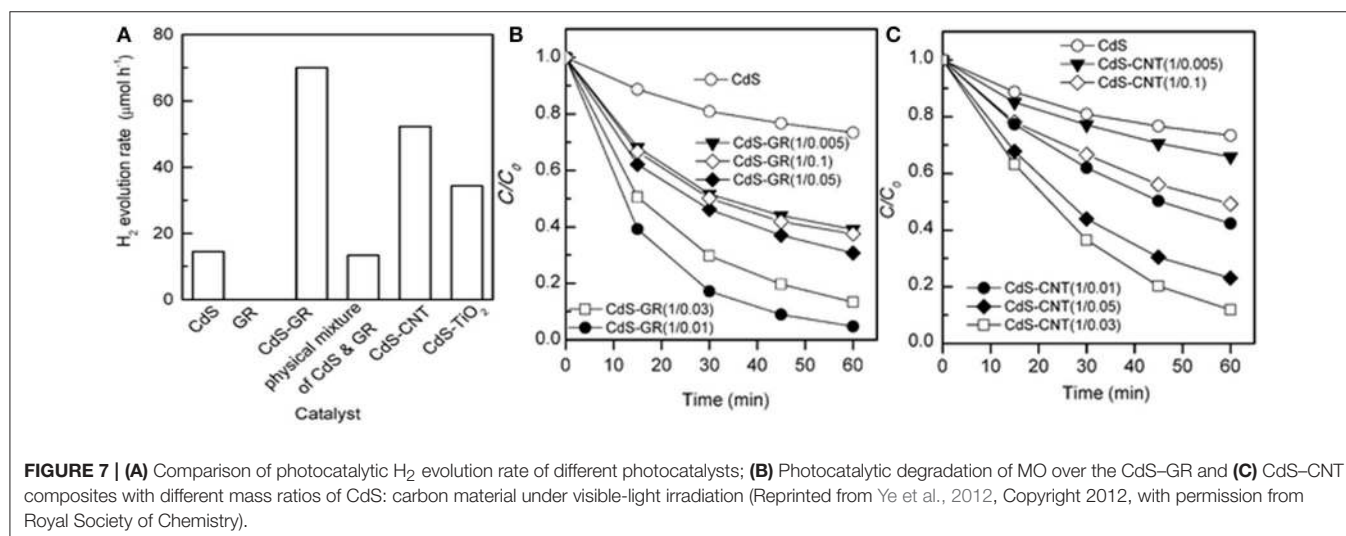 A
H2 evolution rate (μmol h-1)
80
60
40
20
0
CdS
GR
CdS-GR
physical mixture
of CdS & GR
CdS-CNT
CdS-TiO2
Catalyst
B
C/C0
1.0
0.8
0.6
0.4
0.2
0.0
CdS
CdS-GR(1/0.005)
CdS-GR(1/0.1)
CdS-GR(1/0.05)
CdS-GR(1/0.03)
CdS-GR(1/0.01)
0 10 20 30 40 50 60
Time (min)
C
C/C0
1.0
0.8
0.6
0.4
0.2
0.0
CdS
CdS-CNT(1/0.005)
CdS-CNT(1/0.1)
CdS-CNT(1/0.01)
CdS-CNT(1/0.05)
CdS-CNT(1/0.03)
0 10 20 30 40 50 60
Time (min)
FIGURE 7 | (A) Comparison of photocatalytic H2 evolution rate of different photocatalysts; (B) Photocatalytic degradation of MO over the CdS–GR and (C) CdS–CNT
composites with different mass ratios of CdS: carbon material under visible-light irradiation (Reprinted from Ye et al., 2012, Copyright 2012, with permission from
Royal Society of Chemistry).